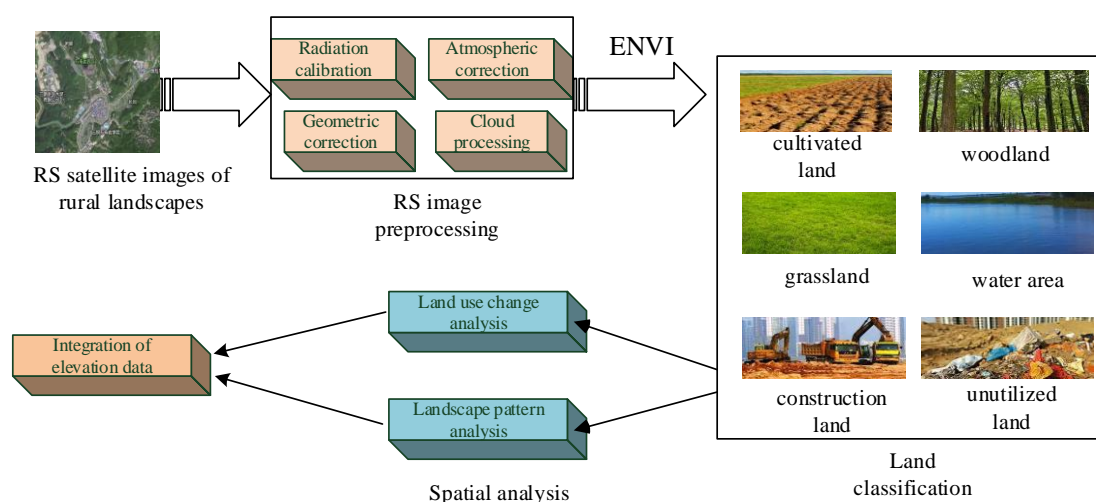 RS satellite images of
rural landscapes
Radiation
calibration
Atmospheric
correction
Geometric
correction
Cloud
processing
RS image
preprocessing
ENVI
cultivated
land
woodland
grassland
water area
construction
land
unutilized
land
Land
classification
Land use change
analysis
Landscape pattern
analysis
Spatial analysis
Integration of
elevation data